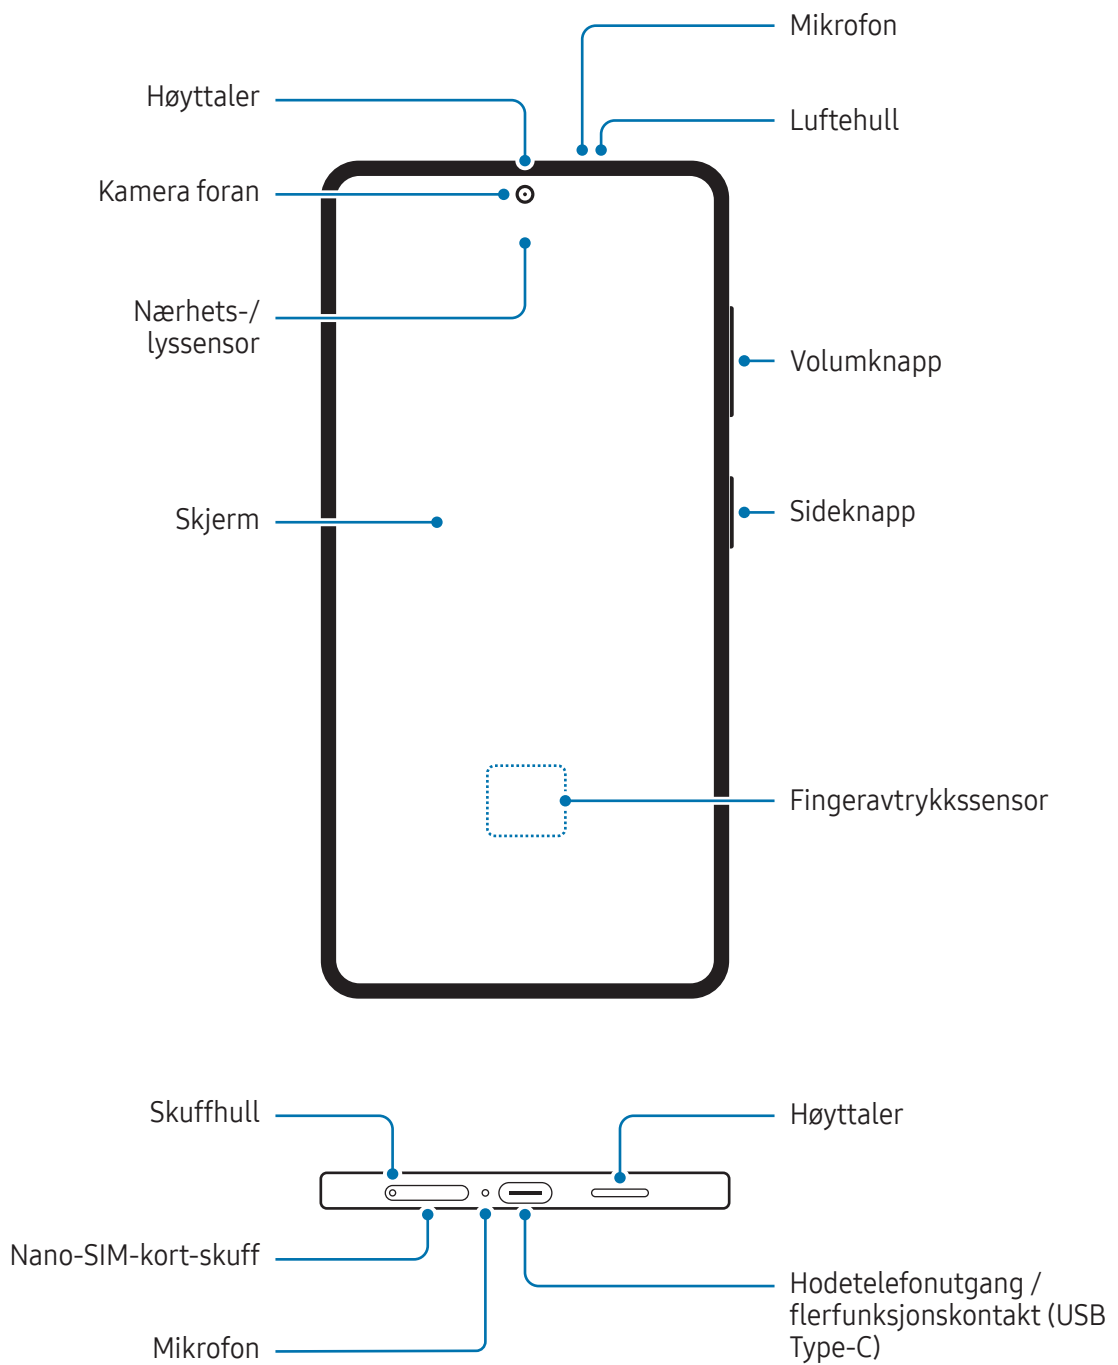 Mikrofon
Høyttaler
Luftehull
Kamera foran
Nærhets-/
lyssensor
Volumknapp
Skjerm
Sideknapp
Fingeravtrykkssensor
Skuffhull
Høyttaler
Nano-SIM-kort-skuff
Hodetelefonutgang /
flerfunksjonskontakt (USB
Type-C)
Mikrofon